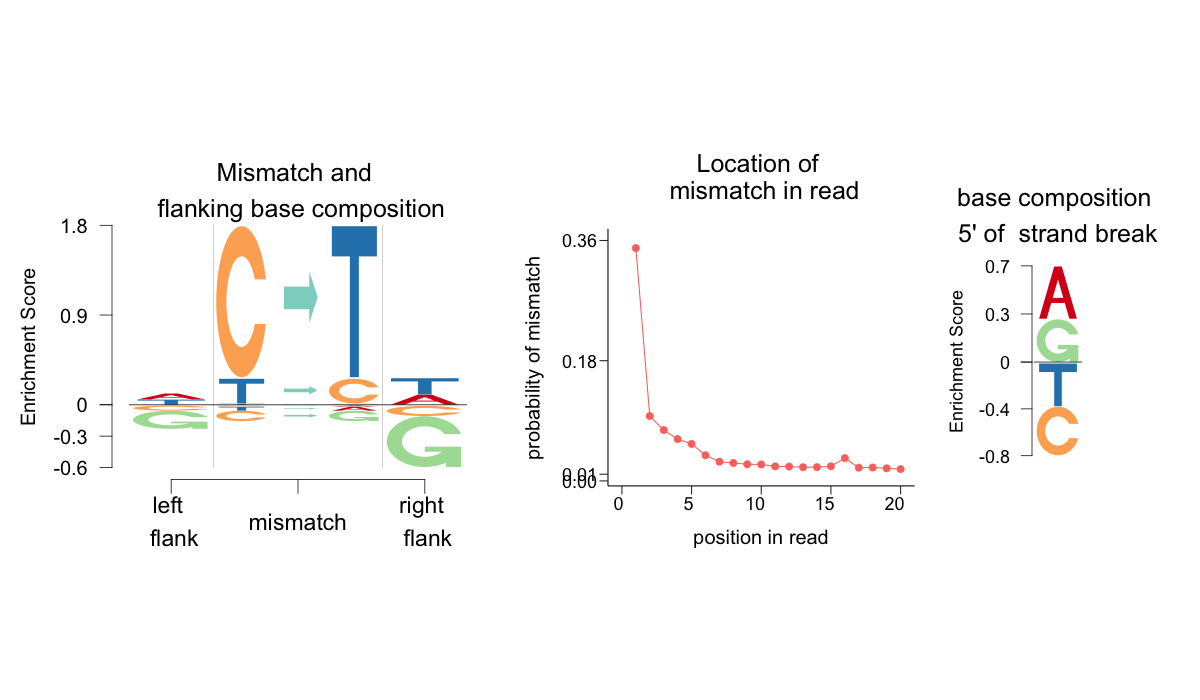 Mismatch and
flanking base composition
Enrichment Score
1.8
0.9
0
-0.3
-0.6
A
T
C
G
C
T
C
T
C
A
G
T
A
C
G
left
flank
mismatch
right
flank
Location of
mismatch in read
probability of mismatch
0.36
0.18
0.01
0.00
0
5
10
15
20
position in read
base composition
5' of strand break
Enrichment Score
0.7
0.3
0
-0.4
-0.8
A
G
T
C